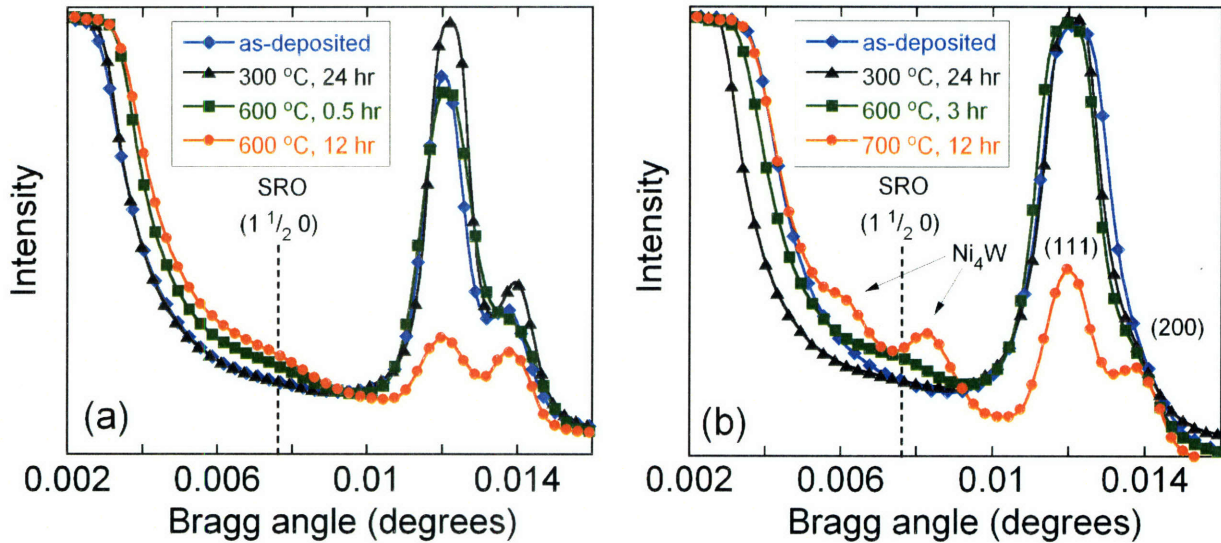 as-deposited
300 °C, 24 hr
600 °C, 0.5 hr
600 °C, 12 hr
SRO
(1 1/2 0)
Intensity
(a)
0.002 0.006 0.01 0.014
Bragg angle (degrees)
as-deposited
300 °C, 24 hr
600 °C, 3 hr
700 °C, 12 hr
SRO
(1 1/2 0)
Ni4W
(111)
(200)
Intensity
(b)
0.002 0.006 0.01 0.014
Bragg angle (degrees)